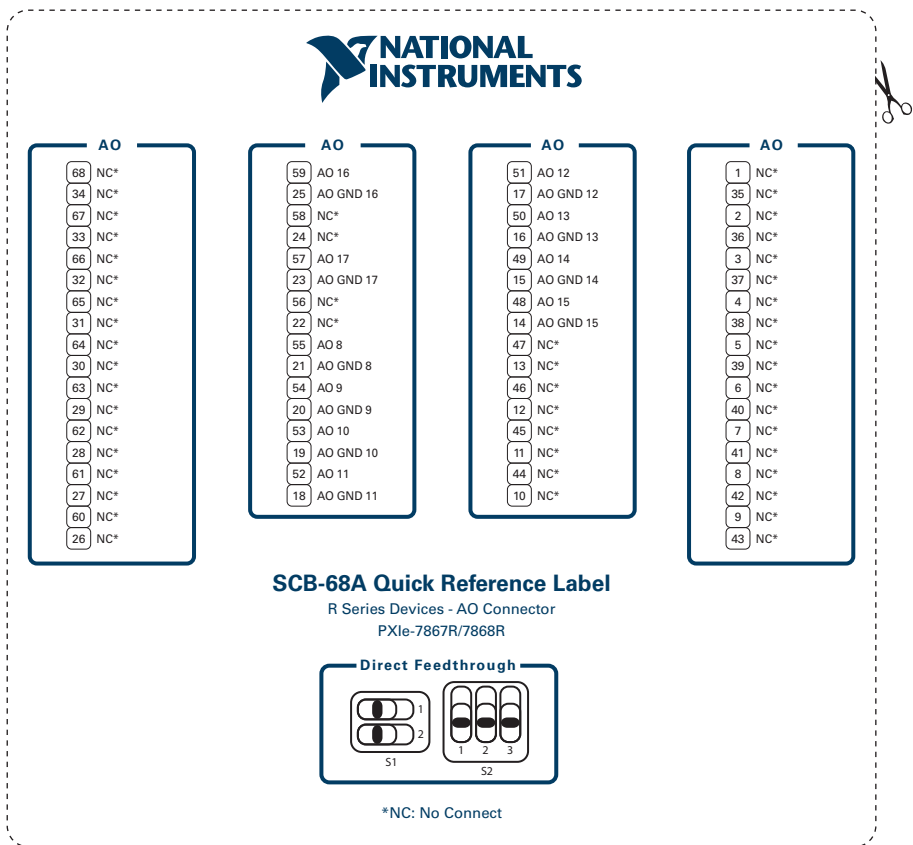 NATIONAL
INSTRUMENTS
AO
68 NC*
34 NC*
67 NC*
33 NC*
66 NC*
32 NC*
65 NC*
31 NC*
64 NC*
30 NC*
63 NC*
29 NC*
62 NC*
28 NC*
61 NC*
27 NC*
60 NC*
26 NC*
AO
59 AO 16
25 AO GND 16
58 NC*
24 NC*
57 AO 17
23 AO GND 17
56 NC*
22 NC*
55 AO 8
21 AO GND 8
54 AO 9
20 AO GND 9
53 AO 10
19 AO GND 10
52 AO 11
18 AO GND 11
AO
51 AO 12
17 AO GND 12
50 AO 13
16 AO GND 13
49 AO 14
15 AO GND 14
48 AO 15
14 AO GND 15
47 NC*
13 NC*
46 NC*
12 NC*
45 NC*
11 NC*
44 NC*
10 NC*
AO
1 NC*
35 NC*
2 NC*
36 NC*
3 NC*
37 NC*
4 NC*
38 NC*
5 NC*
39 NC*
6 NC*
40 NC*
7 NC*
41 NC*
8 NC*
42 NC*
9 NC*
43 NC*
SCB-68A Quick Reference Label
R Series Devices - AO Connector
PXIe-7867R/7868R
Direct Feedthrough
1
2
S1
1 2 3
S2
*NC: No Connect